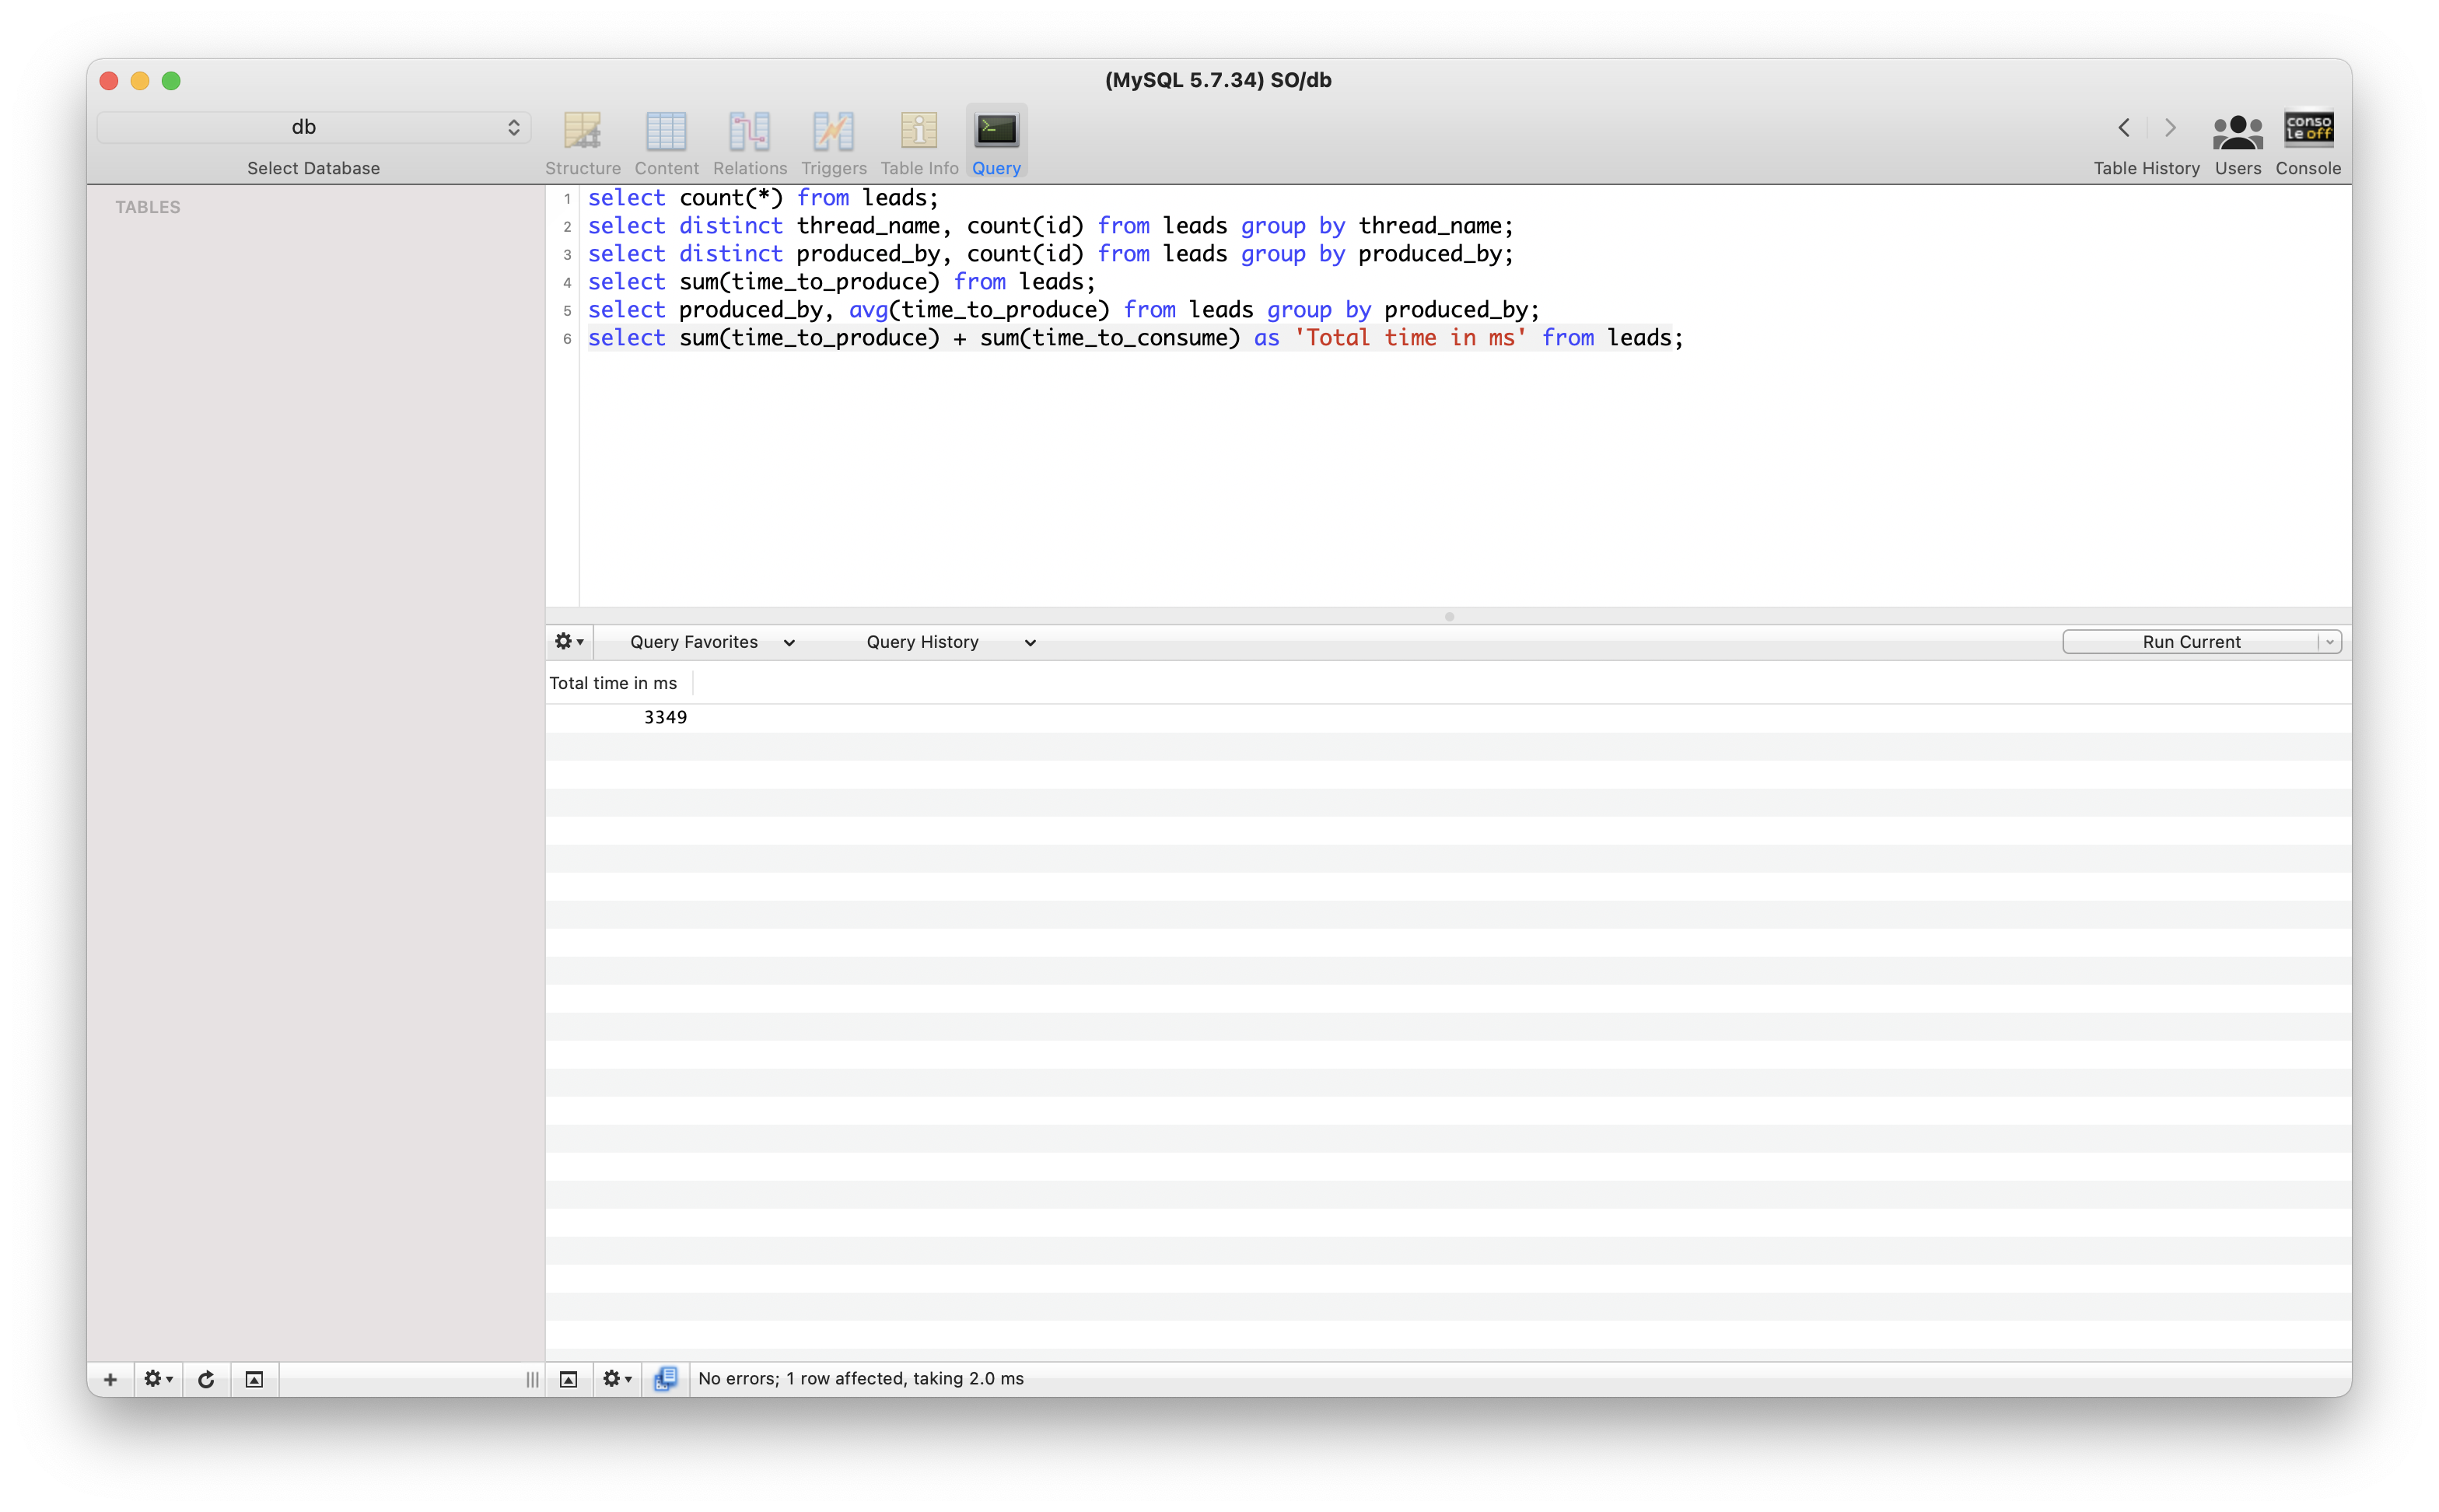 (MySQL 5.7.34) SO/db
db
Select Database
Structure Content Relations Triggers Table Info Query
conso
le off
Table History Users Console
TABLES
1 select count(*) from leads;
2 select distinct thread_name, count(id) from leads group by thread_name;
3 select distinct produced_by, count(id) from leads group by produced_by;
4 select sum(time_to_produce) from leads;
5 select produced_by, avg(time_to_produce) from leads group by produced_by;
6 select sum(time_to_produce) + sum(time_to_consume) as 'Total time in ms' from leads;
Query Favorites Query History Run Current
Total time in ms
3349
No errors; 1 row affected, taking 2.0 ms